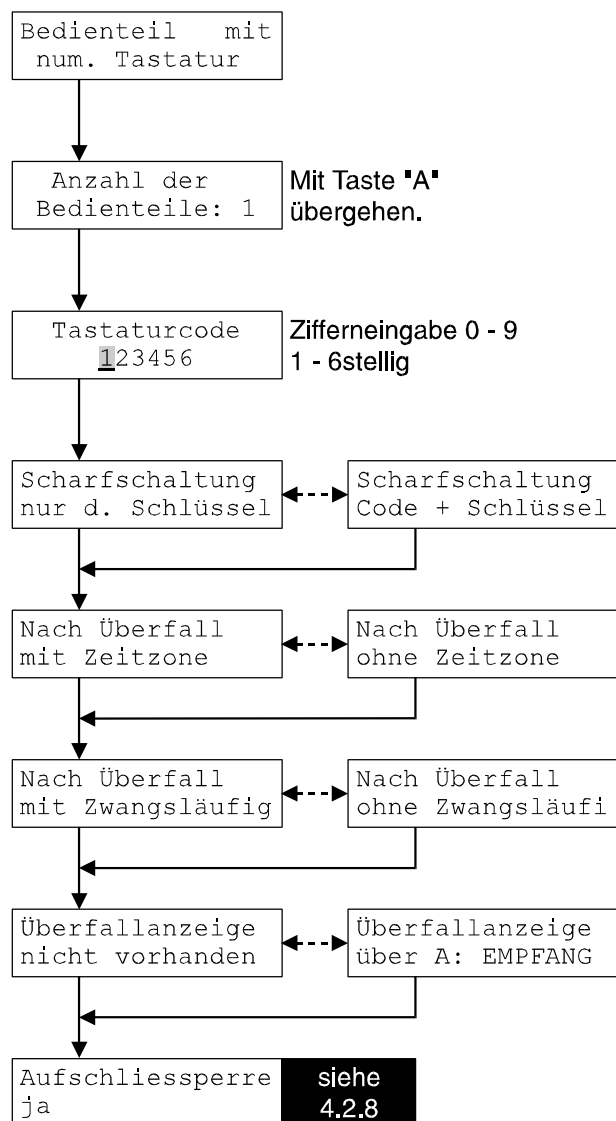 Bedienteil mit
num. Tastatur
Anzahl der
Bedienteile: 1
Mit Taste "A"
übergehen.
Tastaturcode
123456
Zifferneingabe 0 - 9
1 - 6stellig
Scharfschaltung
nur d. Schlüssel
Scharfschaltung
Code + Schlüssel
Nach Überfall
mit Zeitzone
Nach Überfall
ohne Zeitzone
Nach Überfall
mit Zwangsläufig
Nach Überfall
ohne Zwangsläufi
Überfallanzeige
nicht vorhanden
Überfallanzeige
über A: EMPFANG
Aufschliessperre
ja
siehe
4.2.8